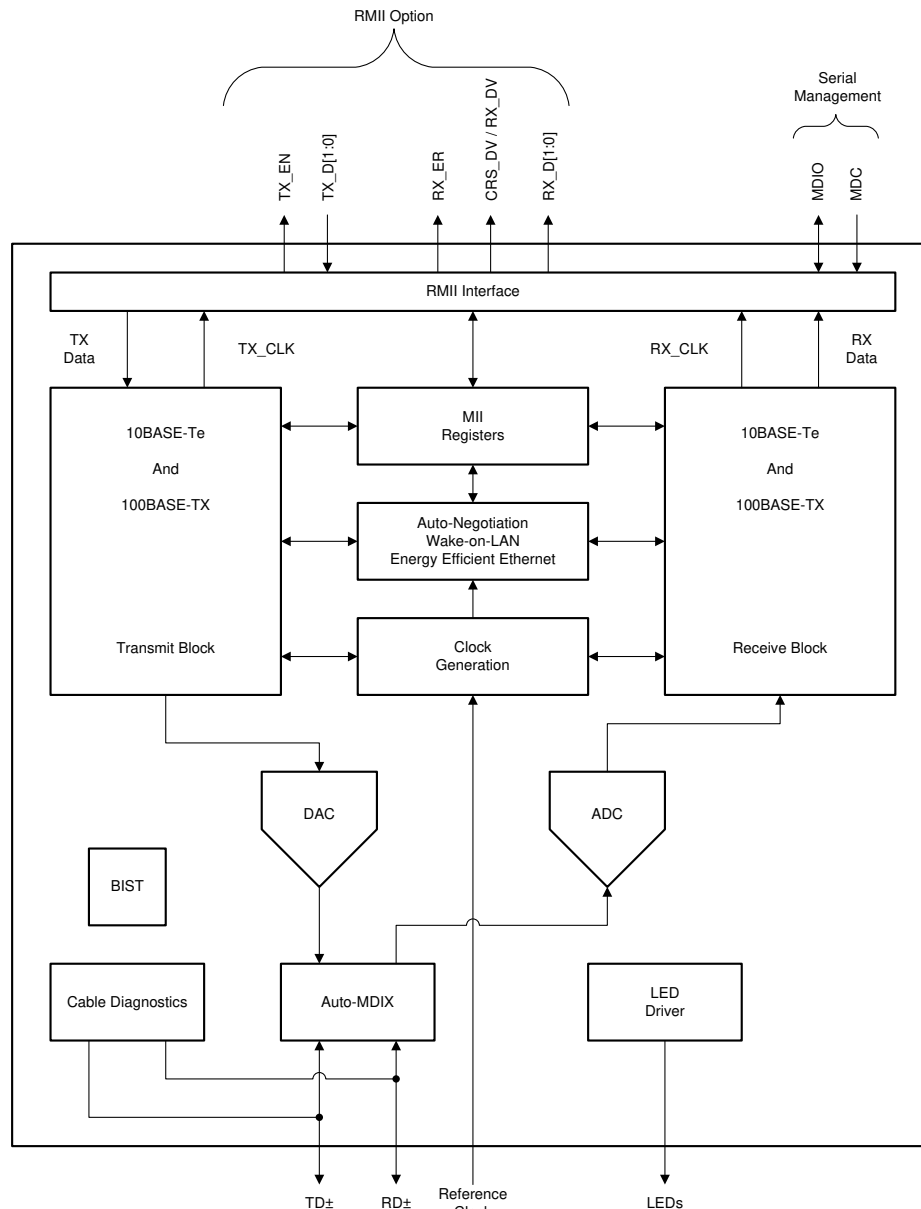 RMII Option
Serial
Management
TX_EN
TX_D[1:0]
RX_ER
CRS_DV / RX_DV
RX_D[1:0]
MDIO
MDC
RMII Interface
TX
Data
TX_CLK
RX_CLK
RX
Data
10BASE-Te
And
100BASE-TX
Transmit Block
MII
Registers
Auto-Negotiation
Wake-on-LAN
Energy Efficient Ethernet
Clock
Generation
10BASE-Te
And
100BASE-TX
Receive Block
DAC
ADC
BIST
Cable Diagnostics
Auto-MDIX
LED
Driver
TD±
RD±
Reference
LEDs